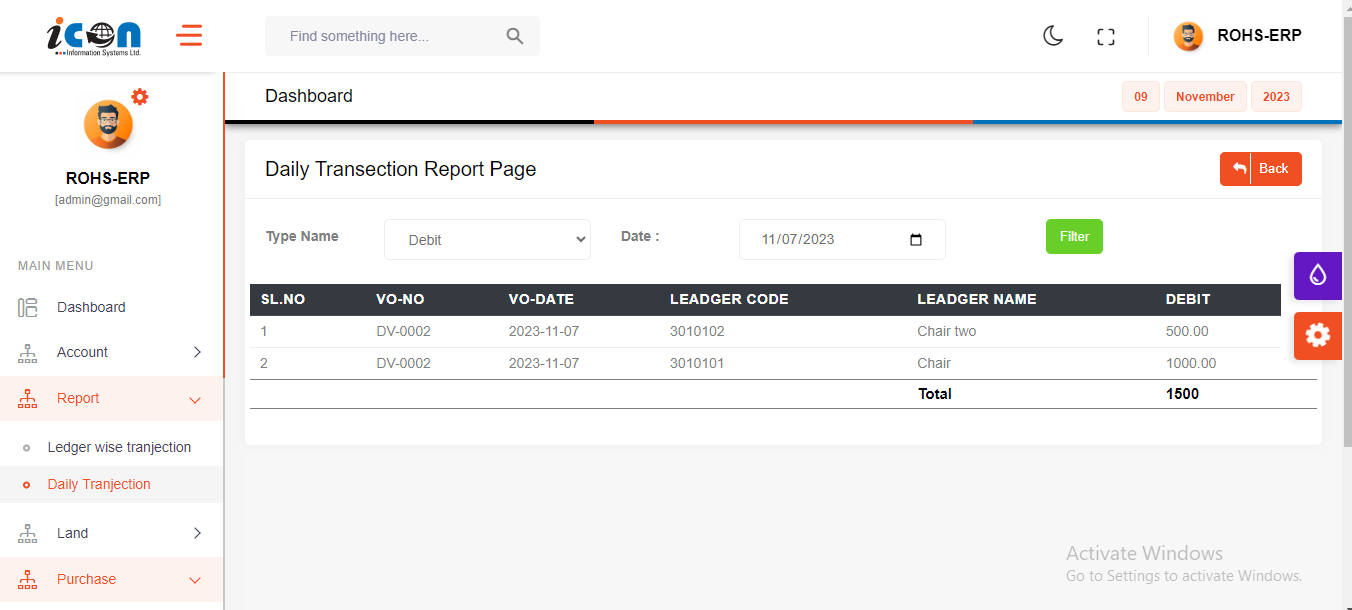 icon
Information Systems Ltd.
Find something here...
ROHS-ERP
Dashboard
09 November 2023
ROHS-ERP
[admin@gmail.com]
MAIN MENU
Dashboard
Account
Report
Ledger wise tranjection
Daily Tranjection
Land
Purchase
Daily Transection Report Page
Back
Type Name Debit Date : 11/07/2023 Filter
SL.NO VO-NO VO-DATE LEADGER CODE LEADGER NAME DEBIT
1 DV-0002 2023-11-07 3010102 Chair two 500.00
2 DV-0002 2023-11-07 3010101 Chair 1000.00
Total 1500
Activate Windows
Go to Settings to activate Windows.